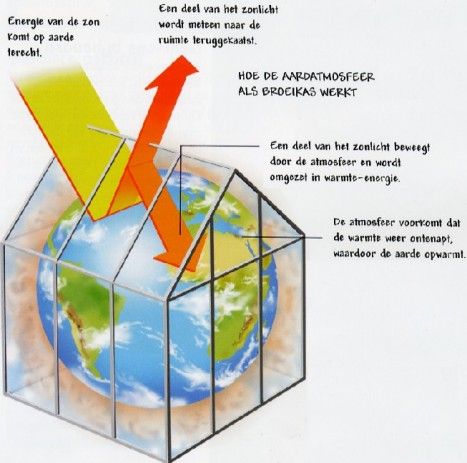 Energie van de zon
komt op aarde
terecht.
Een deel van het zonlicht
wordt meteen naar de
ruimte teruggekaatst.
HOE DE AARDATMOSFEER
ALS BROEIKAS WERKT
Een deel van het zonlicht beweegt
door de atmosfeer en wordt
omgezet in warmte-energie.
De atmosfeer voorkomt dat
de warmte weer ontsnapt,
waardoor de aarde opwarmt.